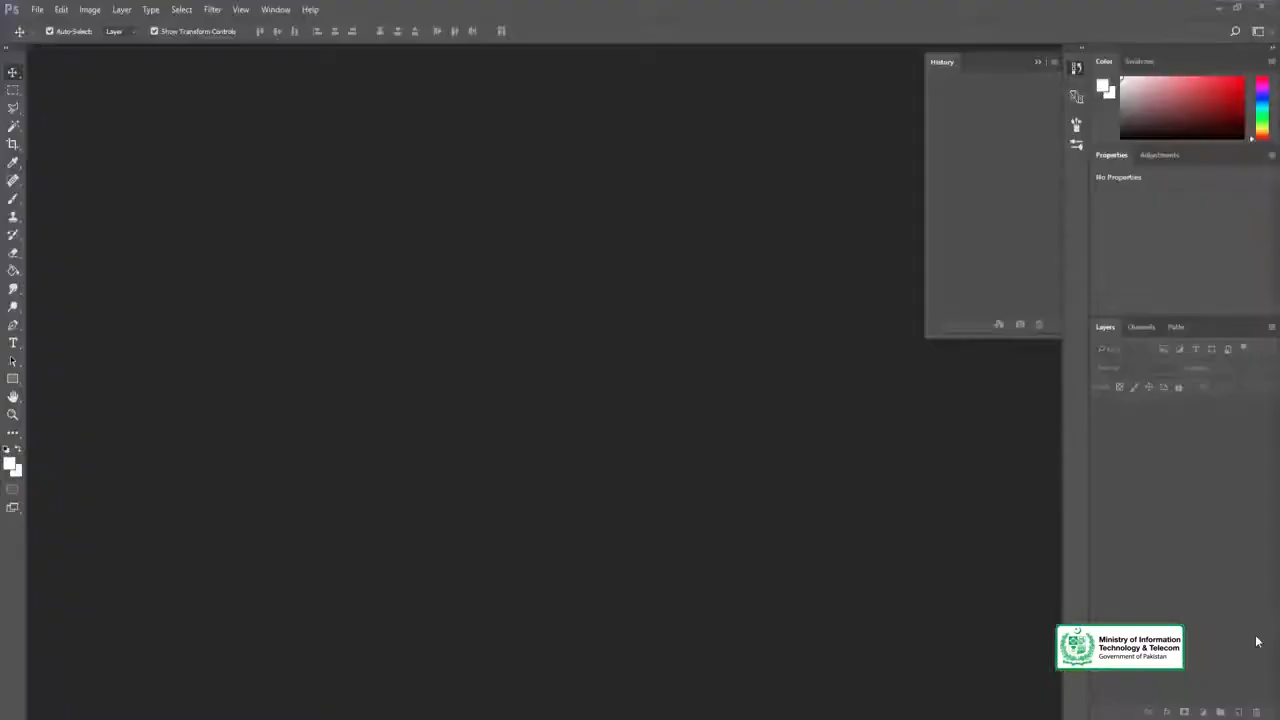 Ps File Edit Image Layer Type Select Filter View Window Help
Auto-Select: Layer Show Transform Controls
History
Color Swatches
Properties Adjustments
No Properties
Layers Channels Paths
Ministry of Information
Technology & Telecom
Government of Pakistan